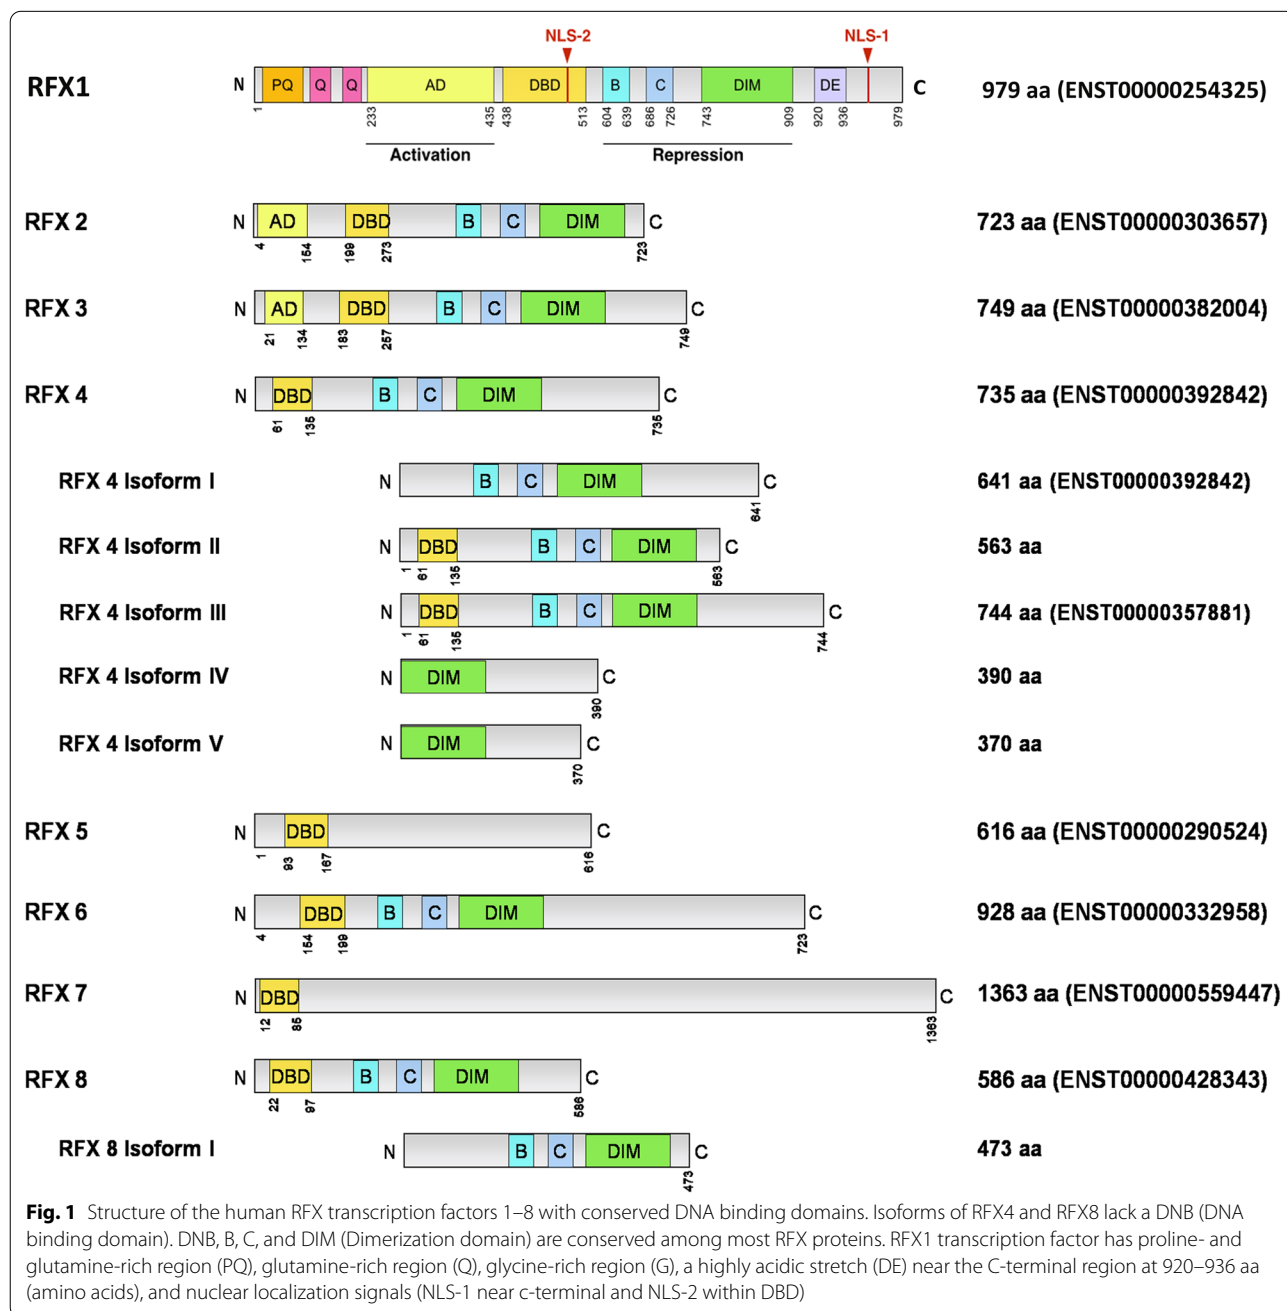 NLS-2 NLS-1
RFX1 N PQ Q Q AD DBD B C DIM DE C 979 aa (ENST00000254325)
1 233 435 438 513 604 639 686 726 743 909 920 936 979
Activation Repression
RFX 2 N AD DBD B C DIM C 723 aa (ENST00000303657)
4 154 199 273 723
RFX 3 N AD DBD B C DIM C 749 aa (ENST00000382004)
21 134 183 257 749
RFX 4 N DBD B C DIM C 735 aa (ENST00000392842)
61 135 735
RFX 4 Isoform I N B C DIM C 641 aa (ENST00000392842)
641
RFX 4 Isoform II N DBD B C DIM C 563 aa
1 61 135 563
RFX 4 Isoform III N DBD B C DIM C 744 aa (ENST00000357881)
1 61 135 744
RFX 4 Isoform IV N DIM C 390 aa
390
RFX 4 Isoform V N DIM C 370 aa
370
RFX 5 N DBD C 616 aa (ENST00000290524)
1 93 167 616
RFX 6 N DBD B C DIM C 928 aa (ENST00000332958)
4 154 199 723
RFX 7 N DBD C 1363 aa (ENST00000559447)
12 85 1363
RFX 8 N DBD B C DIM C 586 aa (ENST00000428343)
22 97 586
RFX 8 Isoform I N B C DIM C 473 aa
473
Fig. 1 Structure of the human RFX transcription factors 1–8 with conserved DNA binding domains. Isoforms of RFX4 and RFX8 lack a DNB (DNA
binding domain). DNB, B, C, and DIM (Dimerization domain) are conserved among most RFX proteins. RFX1 transcription factor has proline- and
glutamine-rich region (PQ), glutamine-rich region (Q), glycine-rich region (G), a highly acidic stretch (DE) near the C-terminal region at 920–936 aa
(amino acids), and nuclear localization signals (NLS-1 near c-terminal and NLS-2 within DBD)